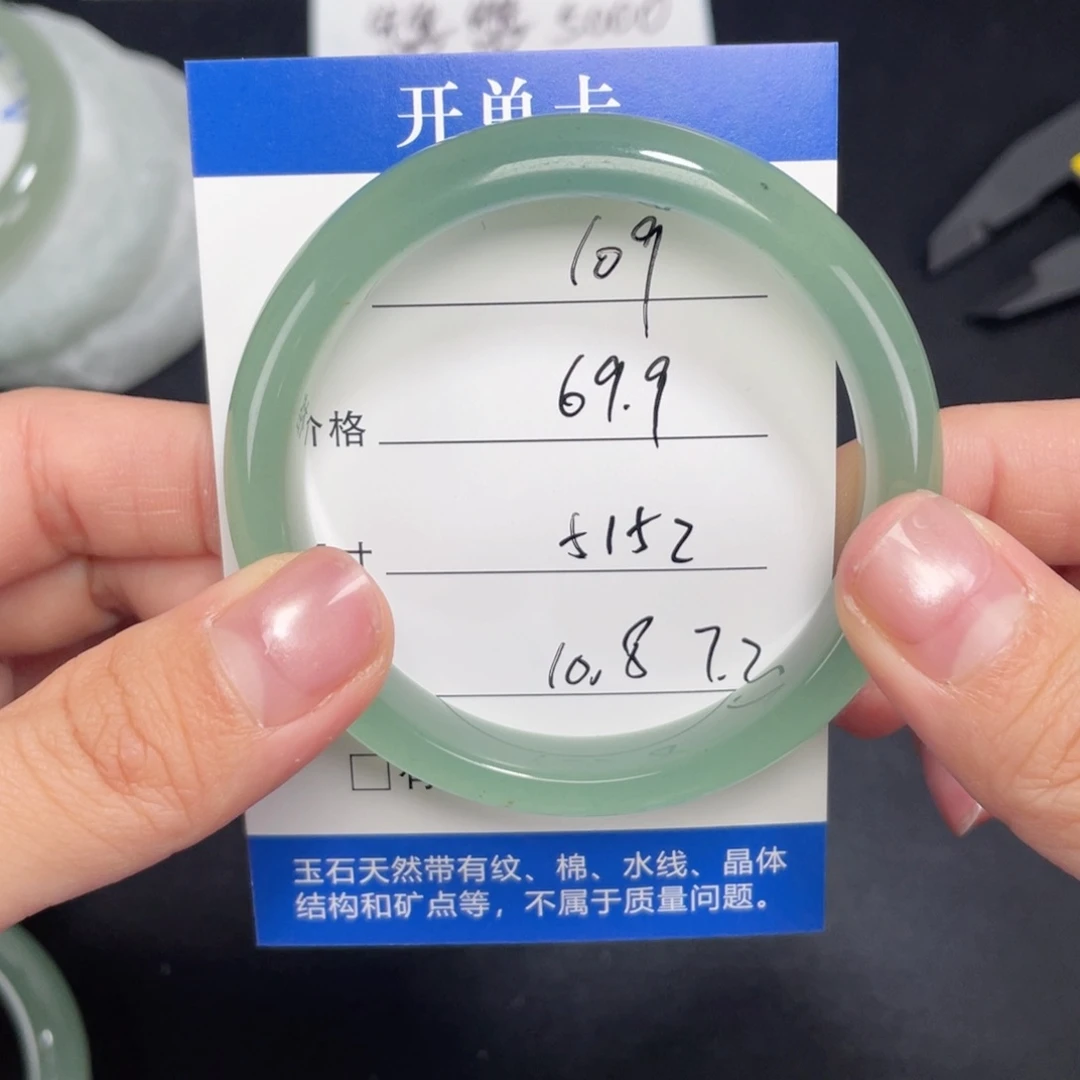 5000
开单卡
109
价格 69.9
寸 5152
10.8 7.2
玉石天然带有纹、棉、水线、晶体
结构和矿点等，不属于质量问题。